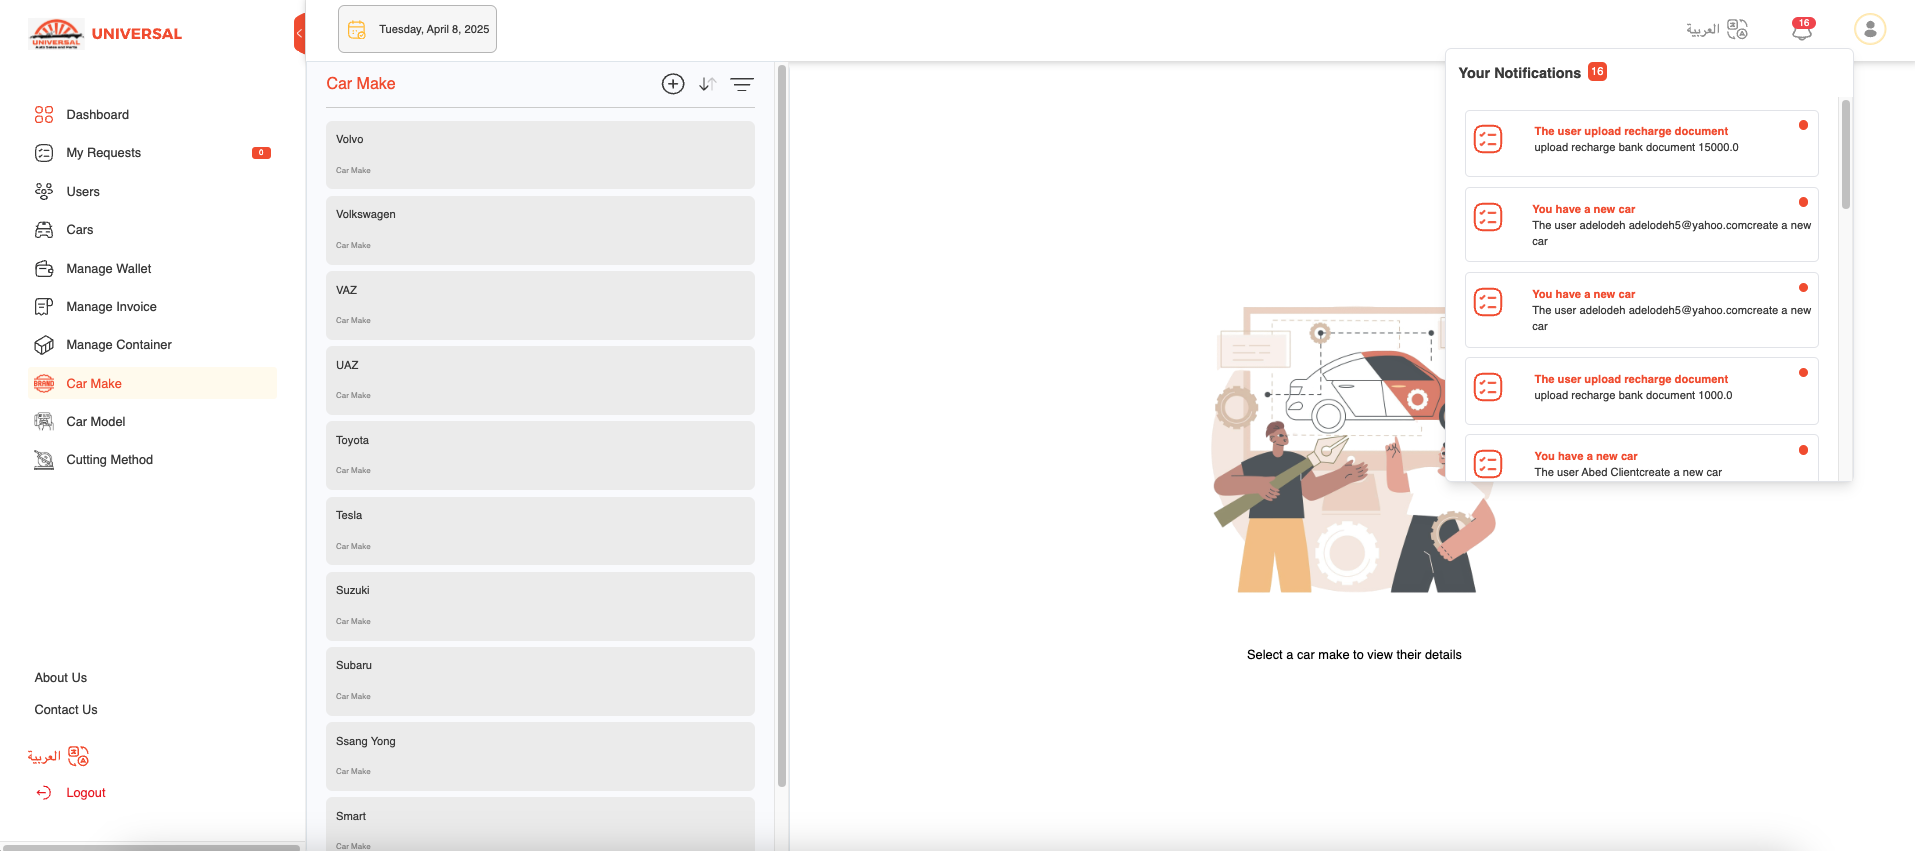 UNIVERSAL
UNIVERSAL
Dashboard
My Requests
0
Users
Cars
Manage Wallet
Manage Invoice
Manage Container
BRAND
Car Make
Car Model
Cutting Method
About Us
Contact Us
العربية
Logout
Tuesday, April 8, 2025
العربية
16
Car Make
Volvo
Car Make
Volkswagen
Car Make
VAZ
Car Make
UAZ
Car Make
Toyota
Car Make
Tesla
Car Make
Suzuki
Car Make
Subaru
Car Make
Ssang Yong
Car Make
Smart
Car Make
Your Notifications 16
The user upload recharge document
upload recharge bank document 15000.0
You have a new car
The user adelodeh adelodeh5@yahoo.comcreate a new
car
You have a new car
The user adelodeh adelodeh5@yahoo.comcreate a new
car
The user upload recharge document
upload recharge bank document 1000.0
You have a new car
The user Abed Clientcreate a new car
Select a car make to view their details